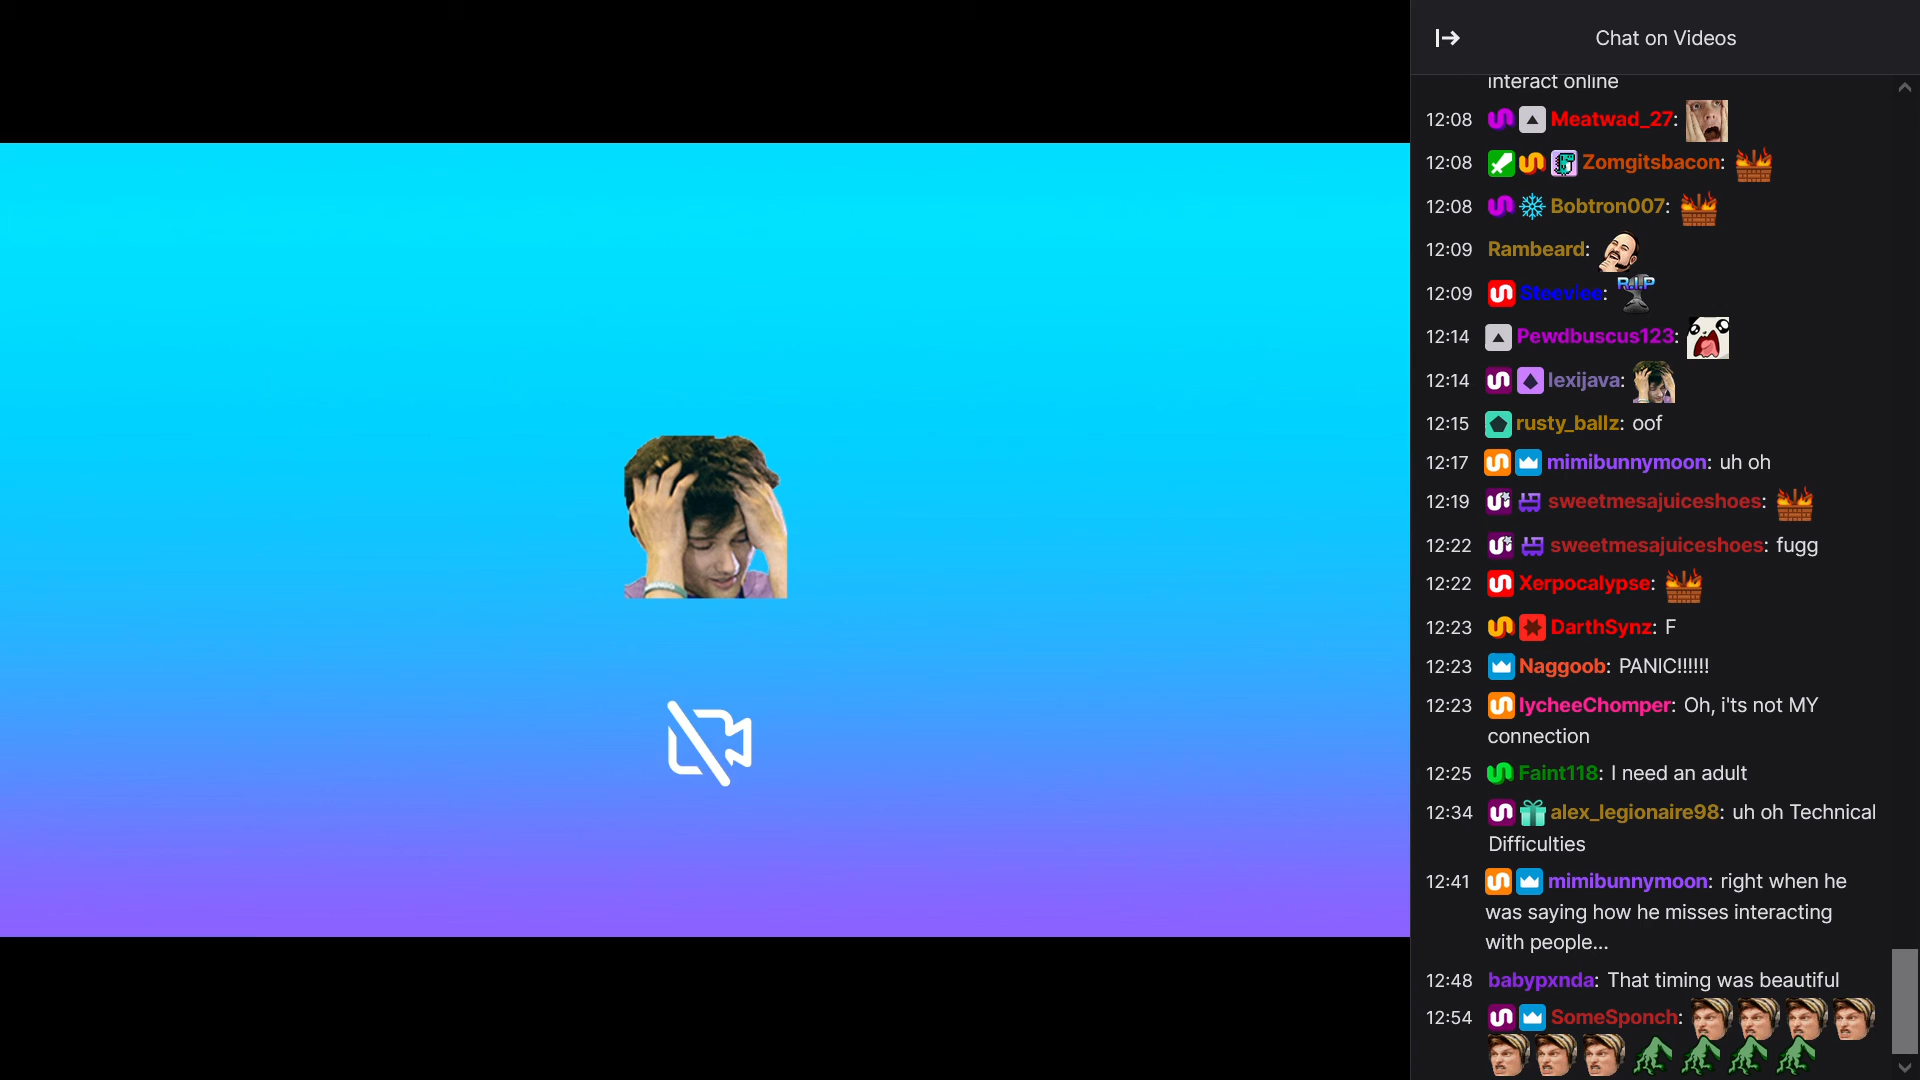 Chat on Videos
interact online
12:08 Meatwad_27:
12:08 Zomgitsbacon:
12:08 Bobtron007:
12:09 Rambeard:
12:09 Steeviee: R.I.P
12:14 Pewdbuscus123:
12:14 lexijava:
12:15 rusty_ballz: oof
12:17 mimibunnymoon: uh oh
12:19 sweetmesajuiceshoes:
12:22 sweetmesajuiceshoes: fugg
12:22 Xerpocalypse:
12:23 DarthSynz: F
12:23 Naggoob: PANIC!!!!!!
12:23 lycheeChomper: Oh, i'ts not MY
connection
12:25 Faint118: I need an adult
12:34 alex_legionaire98: uh oh Technical
Difficulties
12:41 mimibunnymoon: right when he
was saying how he misses interacting
with people...
12:48 babypxnda: That timing was beautiful
12:54 SomeSponch: